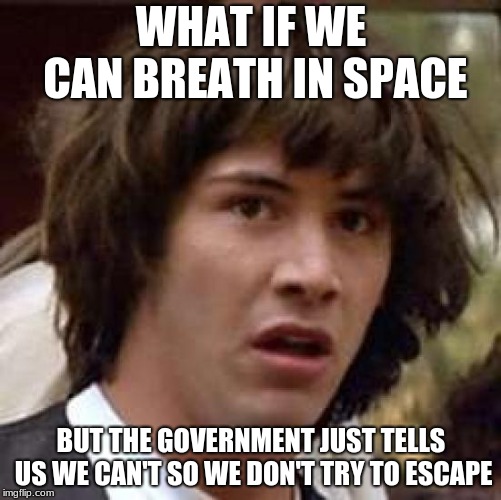 WHAT IF WE
CAN BREATH IN SPACE
BUT THE GOVERNMENT JUST TELLS
US WE CAN'T SO WE DON'T TRY TO ESCAPE
imgflip.com